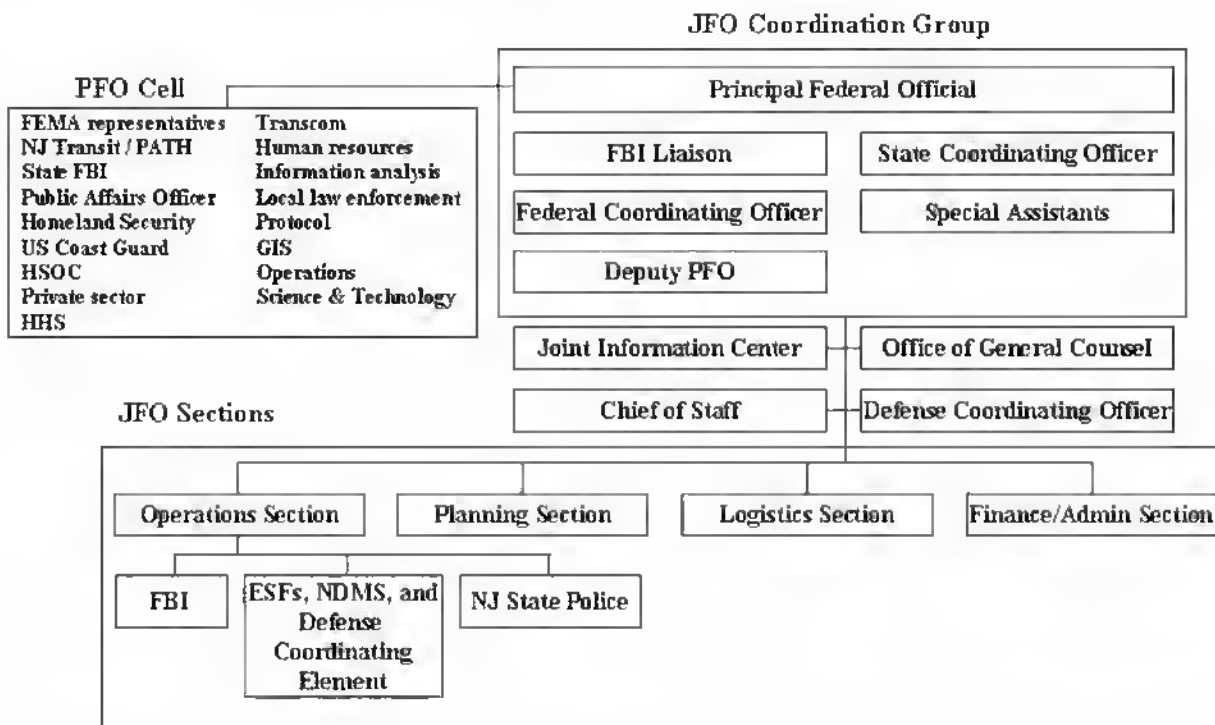 JFO Coordination Group
Principal Federal Official
FBI Liaison
State Coordinating Officer
Federal Coordinating Officer
Special Assistants
Deputy PFO
PFO Cell
FEMA representatives
NJ Transit / PATH
State FBI
Public Affairs Officer
Homeland Security
US Coast Guard
HSOC
Private sector
HHS
Transcom
Human resources
Information analysis
Local law enforcement
Protocol
GIS
Operations
Science & Technology
Joint Information Center
Office of General Counsel
Chief of Staff
Defense Coordinating Officer
JFO Sections
Operations Section
Planning Section
Logistics Section
Finance/Admin Section
FBI
ESFs, NDMS, and
Defense
Coordinating
Element
NJ State Police